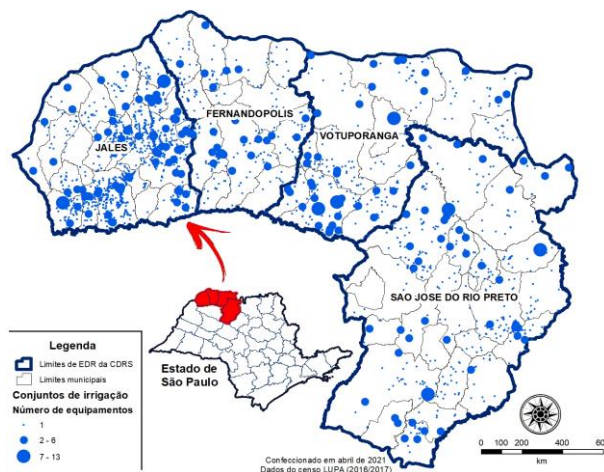 FERNANDOPOLIS
VOTUPORANGA
JALES
SAO JOSE DO RIO PRETO
Estado de
São Paulo
Legenda
Limites de EDR da CDRS
Limites municipais
Conjuntos de irrigação
Número de equipamentos
1
2 - 6
7 - 13
Confeccionado em abril de 2021
Dados do censo LUPA (2016/2017)
0 100 200 400 600
km